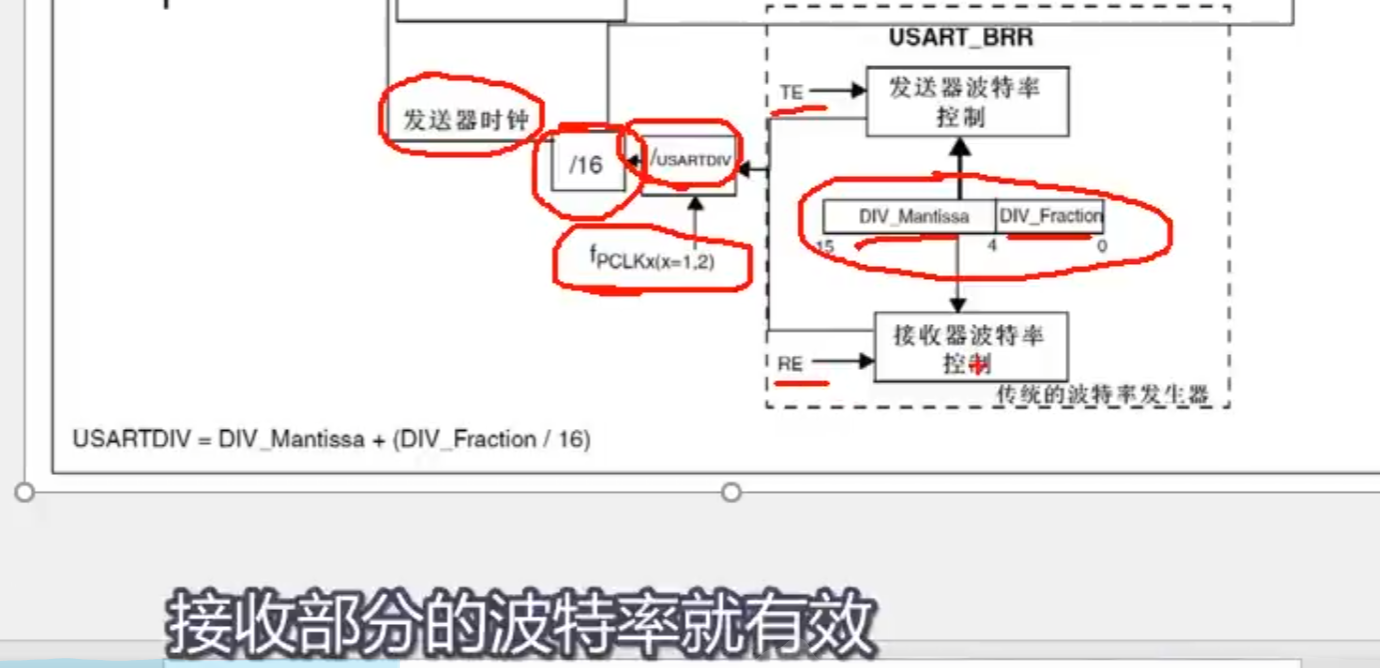 USART_BRR
TE
发送器波特率
控制
发送器时钟
/16
/USARTDIV
DIV_Mantissa
DIV_Fraction
15
4
0
fPCLKx(x=1,2)
接收器波特率
控制
RE
传统的波特率发生器
USARTDIV = DIV_Mantissa + (DIV_Fraction / 16)
接收部分的波特率就有效